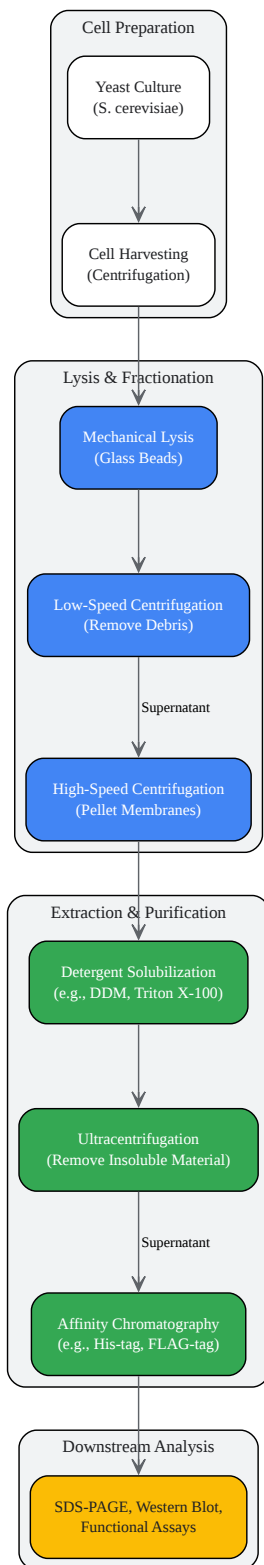 Cell Preparation
Yeast Culture
(S. cerevisiae)
Cell Harvesting
(Centrifugation)
Lysis & Fractionation
Mechanical Lysis
(Glass Beads)
Low-Speed Centrifugation
(Remove Debris)
Supernatant
High-Speed Centrifugation
(Pellet Membranes)
Extraction & Purification
Detergent Solubilization
(e.g., DDM, Triton X-100)
Ultracentrifugation
(Remove Insoluble Material)
Supernatant
Affinity Chromatography
(e.g., His-tag, FLAG-tag)
Downstream Analysis
SDS-PAGE, Western Blot,
Functional Assays